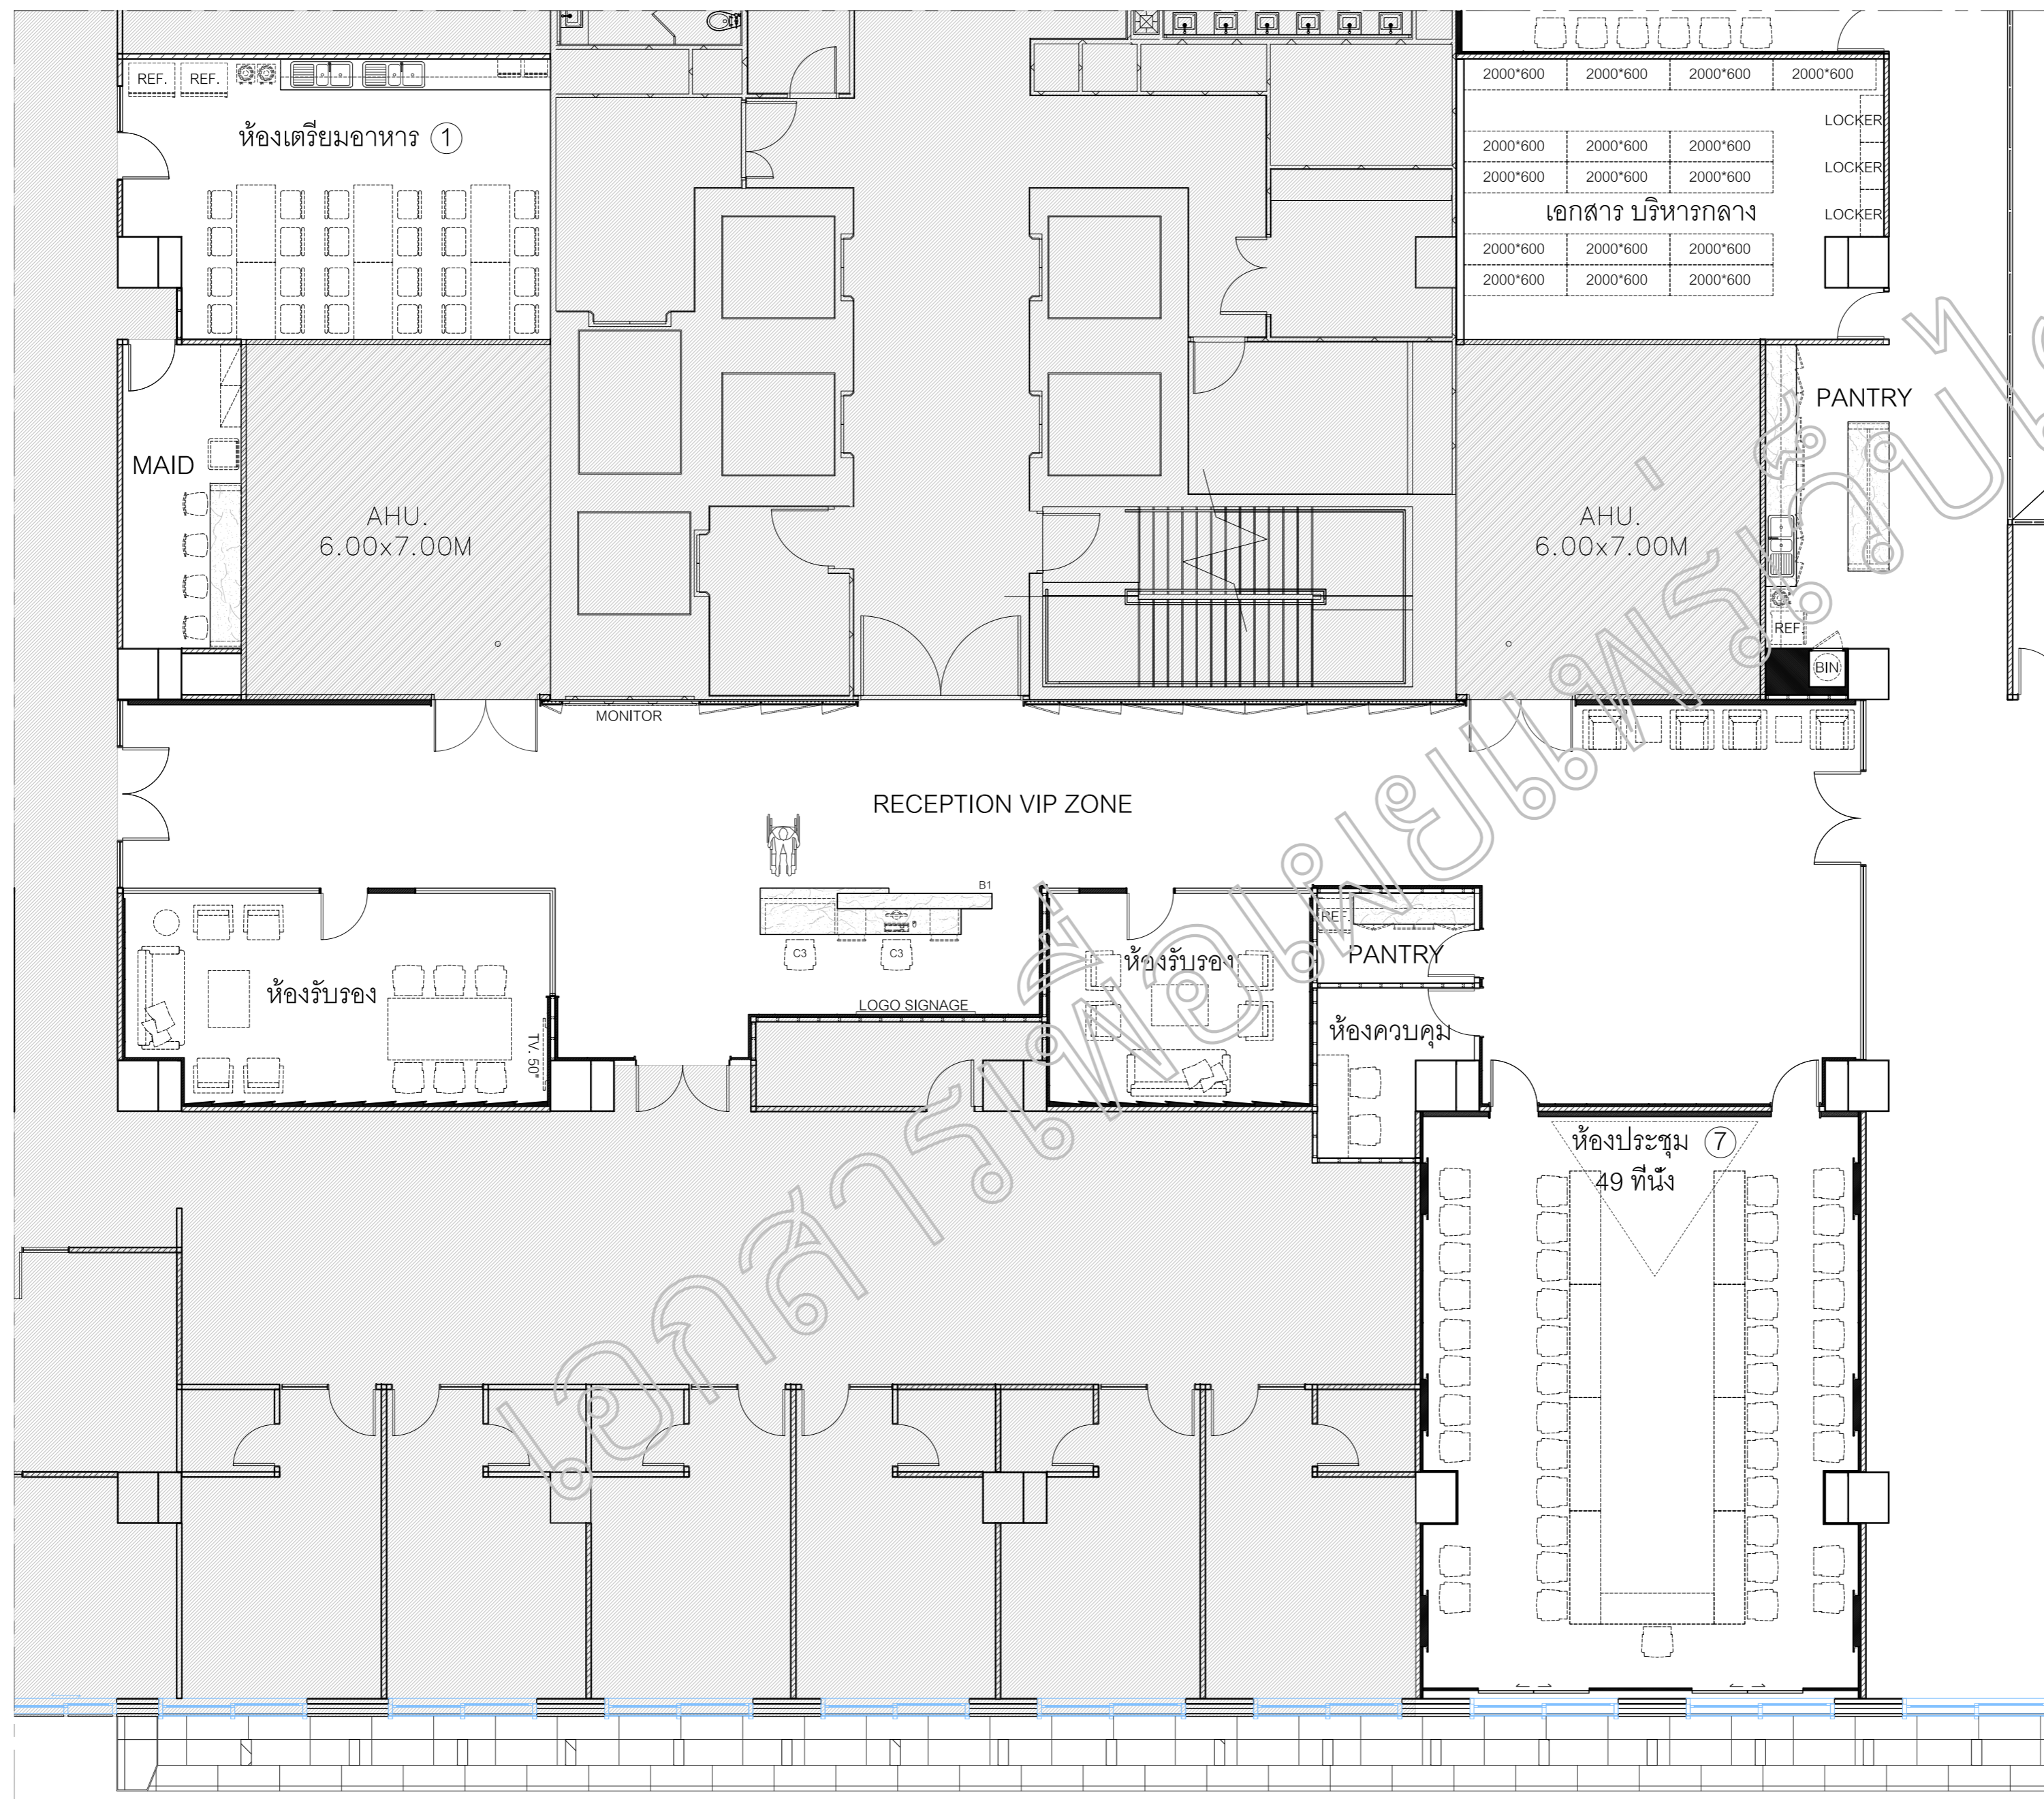 REF. REF.
ห้องเตรียมอาหาร 1
2000*600 2000*600 2000*600 2000*600
LOCKER
2000*600 2000*600 2000*600
LOCKER
2000*600 2000*600 2000*600
เอกสาร บริหารกลาง
LOCKER
2000*600 2000*600 2000*600
2000*600 2000*600 2000*600
PANTRY
MAID
AHU.
6.00x7.00M
AHU.
6.00x7.00M
REF.
BIN
MONITOR
RECEPTION VIP ZONE
B1
C3 C3
REF.
PANTRY
ห้องรับรอง
ห้องรับรอง
LOGO SIGNAGE
TV. 50"
ห้องควบคุม
ห้องประชุม 7
49 ที่นั่ง
เอกสารเพื่อเผยแพร่เท่านั้น